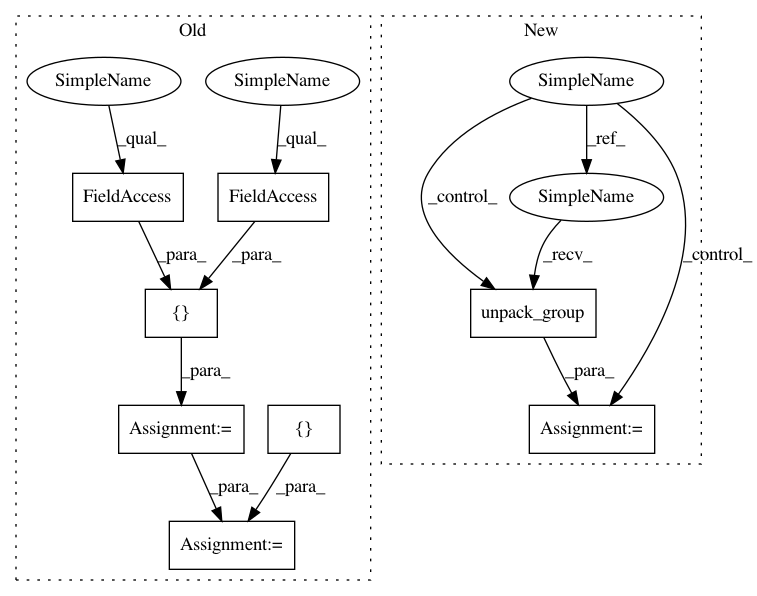 Old
New
SimpleName
SimpleName
SimpleName
_qual_
_qual_
_ref_
FieldAccess
FieldAccess
SimpleName
_control_
_para_
_para_
_recv_
_control_
{}
unpack_group
_para_
_para_
Assignment:=
{}
Assignment:=
_para_
_para_
Assignment:=